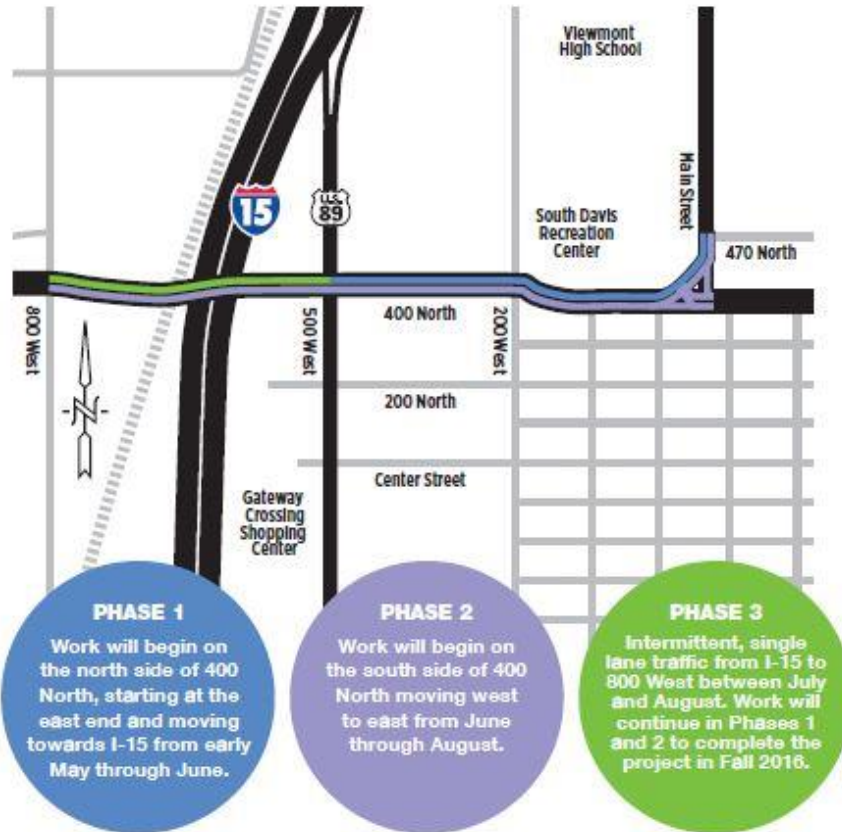 Viewmont
High School
Main Street
15
U.S.
89
South Davis
Recreation
Center
470 North
800 West
500 West
400 North
200 West
N
200 North
Center Street
Gateway
Crossing
Shopping
Center
PHASE 1
Work will begin on
the north side of 400
North, starting at the
east end and moving
towards I-15 from early
May through June.
PHASE 2
Work will begin on
the south side of 400
North moving west
to east from June
through August.
PHASE 3
Intermittent, single
lane traffic from I-15 to
800 West between July
and August. Work will
continue in Phases 1
and 2 to complete the
project in Fall 2016.